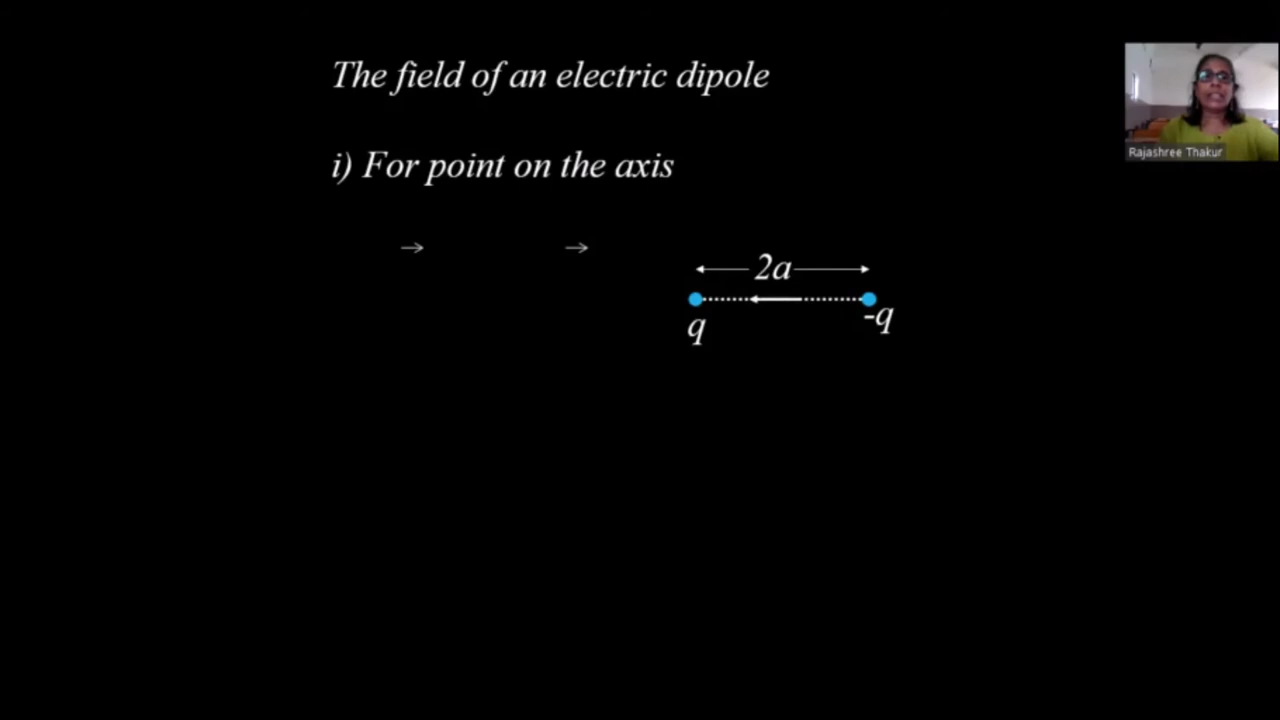 The field of an electric dipole
Rajashree Thakur
i) For point on the axis
→ →
2a
q
-q